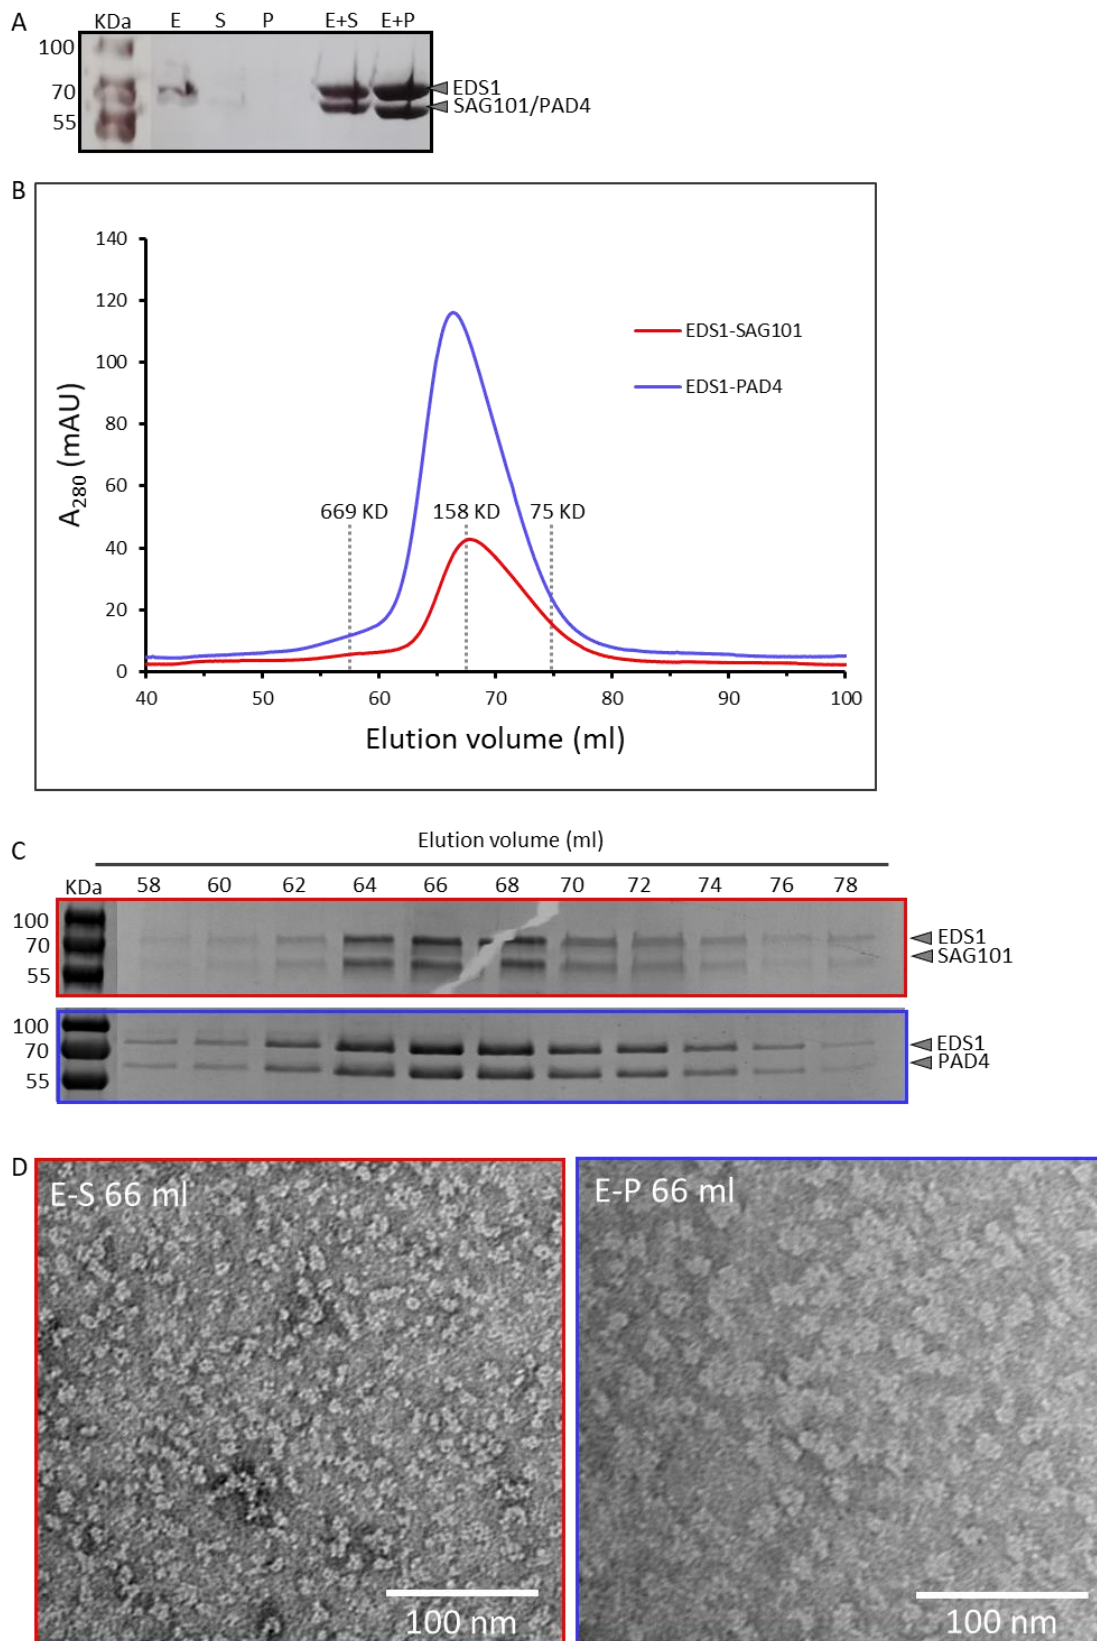 A
KDa E S P E+S E+P
100
70
55
EDS1
SAG101/PAD4
B
140
120
100
80
60
40
20
0
A280 (mAU)
EDS1-SAG101
EDS1-PAD4
669 KD 158 KD 75 KD
40 50 60 70 80 90 100
Elution volume (ml)
C
Elution volume (ml)
KDa 58 60 62 64 66 68 70 72 74 76 78
100
70
55
EDS1
SAG101
100
70
55
EDS1
PAD4
D
E-S 66 ml
100 nm
E-P 66 ml
100 nm